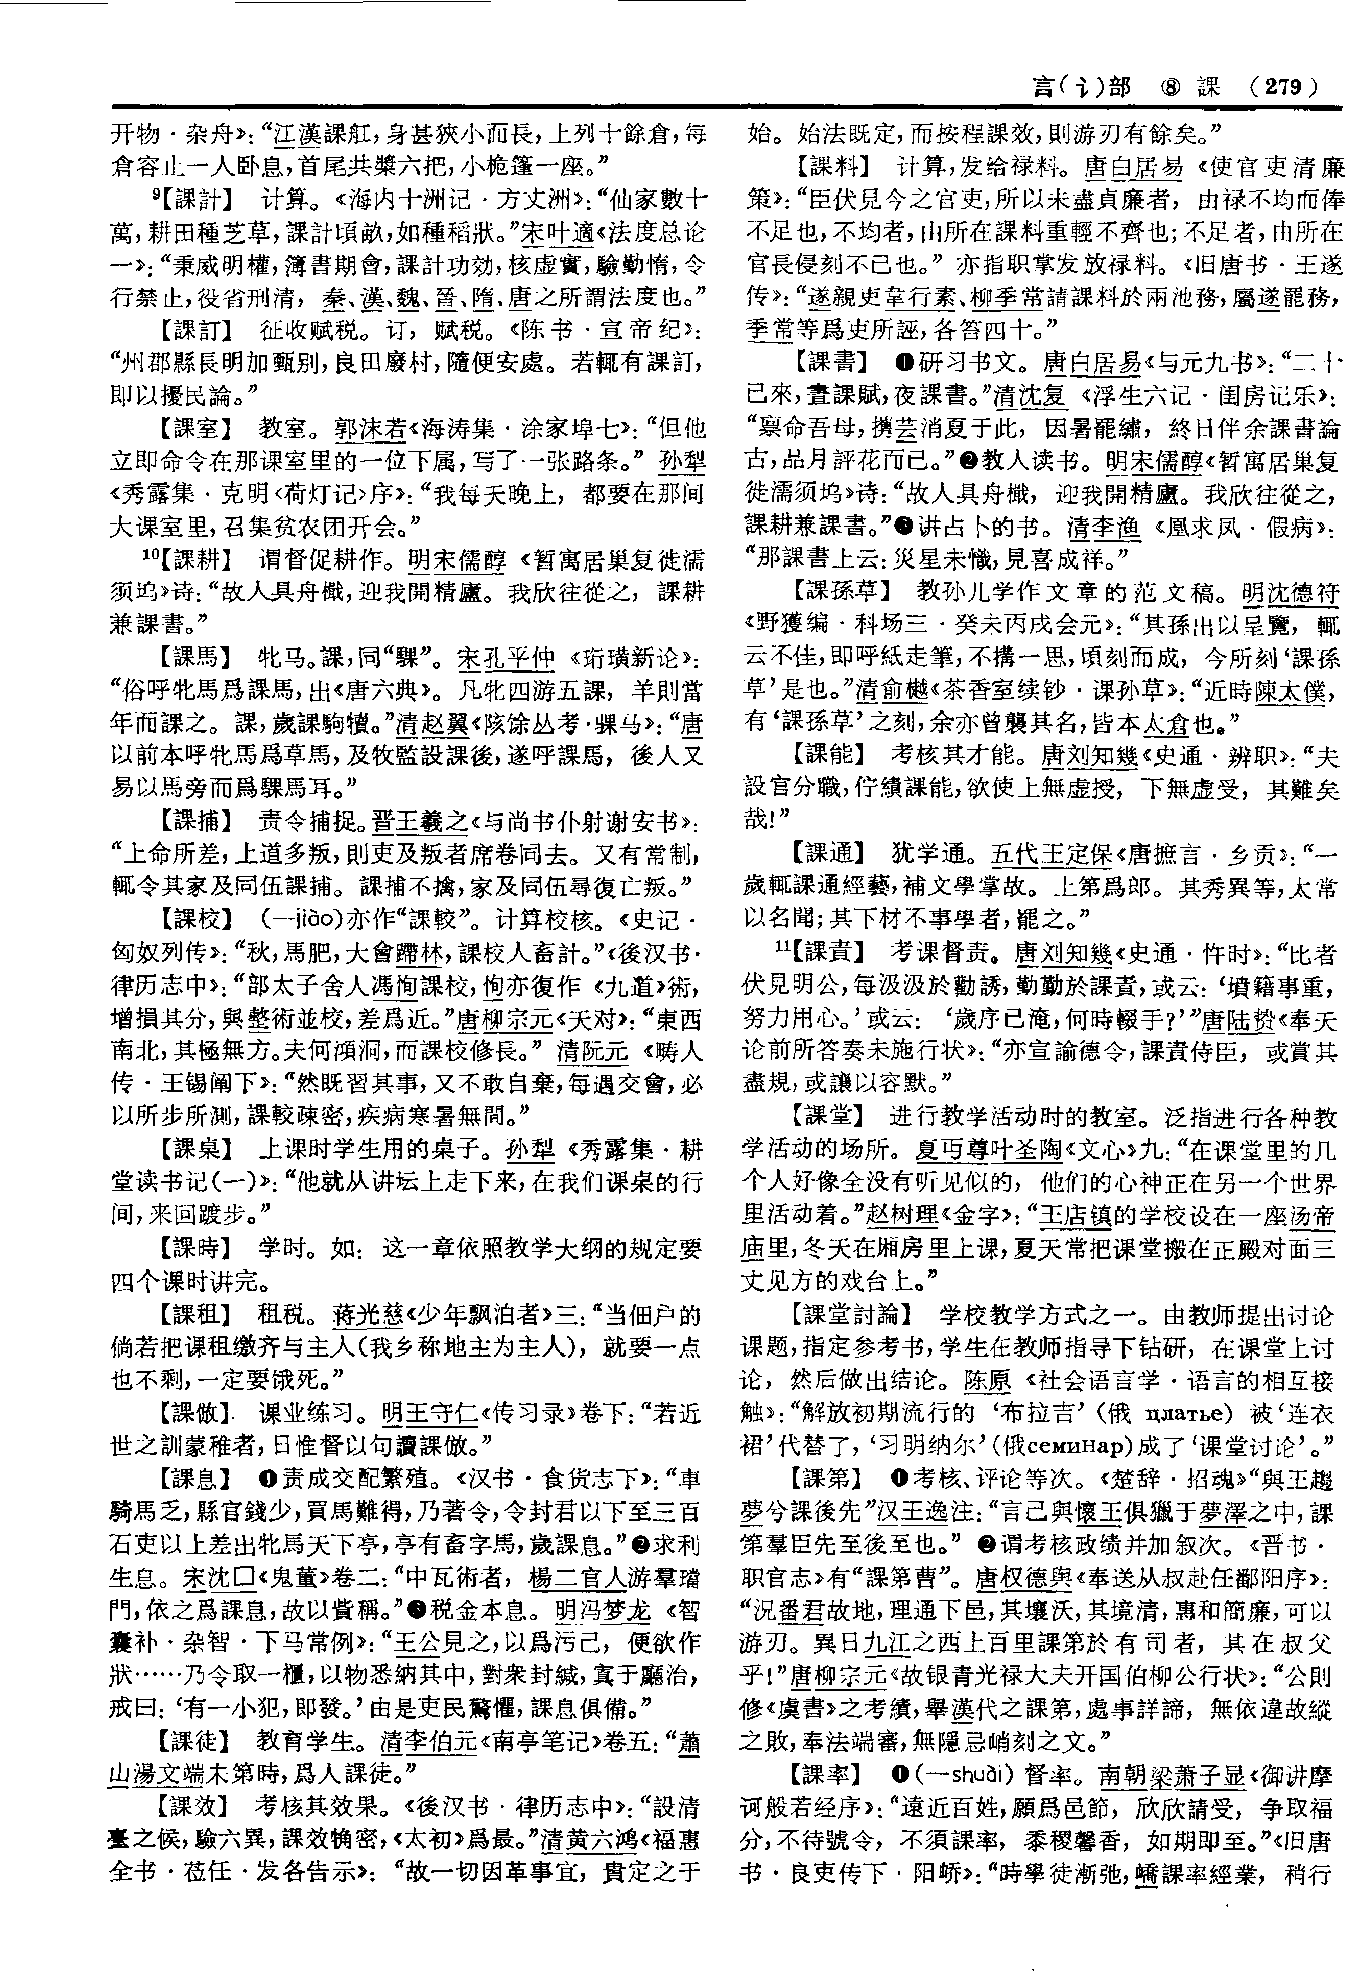 言(讠)部 ⑧ 課 (279)
开物·杂舟》：“江漢課舡，身甚狹小而長，上列十餘倉，每
倉容止一人卧息，首尾共槳六把，小桅篷一座。”
9【課計】 计算。《海内十洲记·方丈洲》：“仙家數十
萬，耕田種芝草，課計頃畝，如種稻狀。”宋叶適《法度总论
一》：“秉威明權，簿書期會，課計功効，核虚實，驗勤惰，令
行禁止，役省刑清，秦、漢、魏、晉、隋、唐之所謂法度也。”
【課訂】 征收赋税。订，赋税。《陈书·宣帝纪》：
“州郡縣長明加甄别，良田廢村，隨便安處。若輒有課訂，
即以擾民論。”
【課室】 教室。郭沫若《海涛集·涂家埠七》：“但他
立即命令在那课室里的一位下属，写了一张路条。”孙犁
《秀露集·克明〈荷灯记〉序》：“我每天晚上，都要在那间
大课室里，召集贫农团开会。”
10【課耕】 谓督促耕作。明宋儒醇《暂寓居巢复徙濡
须坞》诗：“故人具舟檝，迎我開精廬。我欣往從之，課耕
兼課書。”
【課馬】 牝马。課，同“騍”。宋孔平仲《珩璜新论》：
“俗呼牝馬爲課馬，出《唐六典》。凡牝四游五課，羊則當
年而課之。課，歲課駒犢。”清赵翼《陔馀丛考·骒马》：“唐
以前本呼牝馬爲草馬，及牧監設課後，遂呼課馬，後人又
易以馬旁而爲騍馬耳。”
【課捕】 责令捕捉。晋王羲之《与尚书仆射谢安书》：
“上命所差，上道多叛，則吏及叛者席卷同去。又有常制，
輒令其家及同伍課捕。課捕不擒，家及同伍尋復亡叛。”
【課校】 (—jiào)亦作“課較”。计算校核。《史记·
匈奴列传》：“秋，馬肥，大會蹛林，課校人畜計。”《後汉书·
律历志中》：“部太子舍人馮恂課校，恂亦復作《九道》術，
增損其分，與整術並校，差爲近。”唐柳宗元《天对》：“東西
南北，其極無方。夫何澒洞，而課校修長。”清阮元《畴人
传·王锡阐下》：“然既習其事，又不敢自棄，每遇交會，必
以所步所測，課較疎密，疾病寒暑無間。”
【課桌】 上课时学生用的桌子。孙犁《秀露集·耕
堂读书记(一)》：“他就从讲坛上走下来，在我们课桌的行
间，来回踱步。”
【課時】 学时。如：这一章依照教学大纲的规定要
四个课时讲完。
【課租】 租税。蒋光慈《少年飘泊者》三：“当佃户的
倘若把课租缴齐与主人(我乡称地主为主人)，就要一点
也不剩，一定要饿死。”
【課倣】 课业练习。明王守仁《传习录》卷下：“若近
世之訓蒙稚者，日惟督以句讀課倣。”
【課息】 ❶责成交配繁殖。《汉书·食货志下》：“車
騎馬乏，縣官錢少，買馬難得，乃著令，令封君以下至三百
石吏以上差出牝馬天下亭，亭有畜字馬，歲課息。”❷求利
生息。宋沈□《鬼董》卷二：“中瓦術者，楊二官人游羣璫
門，依之爲課息，故以貲稱。”❸税金本息。明冯梦龙《智
囊补·杂智·下马常例》：“王公見之，以爲污己，便欲作
狀……乃令取一櫃，以物悉納其中，對衆封緘，寘于廳治，
戒曰：‘有一小犯，即發。’由是吏民驚懼，課息俱備。”
【課徒】 教育学生。清李伯元《南亭笔记》卷五：“蕭
山湯文端未第時，爲人課徒。”
【課效】 考核其效果。《後汉书·律历志中》：“設清
臺之候，驗六異，課效觕密，《太初》爲最。”清黄六鸿《福惠
全书·莅任·发各告示》：“故一切因革事宜，貴定之于
始。始法既定，而按程課效，則游刃有餘矣。”
【課料】 计算，发给禄料。唐白居易《使官吏清廉
策》：“臣伏見今之官吏，所以未盡貞廉者，由禄不均而俸
不足也，不均者，由所在課料重輕不齊也；不足者，由所在
官長侵刻不已也。”亦指职掌发放禄料。《旧唐书·王遂
传》：“遂親吏韋行素、柳季常請課料於兩池務，屬遂罷務，
季常等爲吏所誣，各笞四十。”
【課書】 ❶研习书文。唐白居易《与元九书》：“二十
已來，晝課賦，夜課書。”清沈复《浮生六记·闺房记乐》：
“禀命吾母，携芸消夏于此，因暑罷繡，終日伴余課書論
古，品月評花而已。”❷教人读书。明宋儒醇《暂寓居巢复
徙濡须坞》诗：“故人具舟檝，迎我開精廬。我欣往從之，
課耕兼課書。”❸讲占卜的书。清李渔《凰求凤·假病》：
“那課書上云：災星未懺，見喜成祥。”
【課孫草】 教孙儿学作文章的范文稿。明沈德符
《野獲编·科场三·癸未丙戌会元》：“其孫出以呈覽，輒
云不佳，即呼紙走筆，不搆一思，頃刻而成，今所刻‘課孫
草’是也。”清俞樾《茶香室续钞·课孙草》：“近時陳太僕，
有‘課孫草’之刻，余亦曾襲其名，皆本太倉也。”
【課能】 考核其才能。唐刘知幾《史通·辨职》：“夫
設官分職，佇績課能，欲使上無虚授，下無虚受，其難矣
哉！”
【課通】 犹学通。五代王定保《唐摭言·乡贡》：“一
歲輒課通經藝，補文學掌故。上第爲郎。其秀異等，太常
以名聞；其下材不事學者，罷之。”
11【課責】 考课督责。唐刘知幾《史通·忤时》：“比者
伏見明公，每汲汲於勸誘，勤勤於課責，或云：‘墳籍事重，
努力用心。’或云：‘歲序已淹，何時輟手？’”唐陆贽《奉天
论前所答奏未施行状》：“亦宣諭德令，課責侍臣，或賞其
盡規，或讓以容默。”
【課堂】 进行教学活动时的教室。泛指进行各种教
学活动的场所。夏丏尊叶圣陶《文心》九：“在课堂里的几
个人好像全没有听见似的，他们的心神正在另一个世界
里活动着。”赵树理《金字》：“王店镇的学校设在一座汤帝
庙里，冬天在厢房里上课，夏天常把课堂搬在正殿对面三
丈见方的戏台上。”
【課堂討論】 学校教学方式之一。由教师提出讨论
课题，指定参考书，学生在教师指导下钻研，在课堂上讨
论，然后做出结论。陈原《社会语言学·语言的相互接
触》：“解放初期流行的‘布拉吉’(俄 платье)被‘连衣
裙’代替了，‘习明纳尔’(俄семинар)成了‘课堂讨论’。”
【課第】 ❶考核、评论等次。《楚辞·招魂》“與王趨
夢兮課後先”汉王逸注：“言己與懷王俱獵于夢澤之中，課
第羣臣先至後至也。”❷谓考核政绩并加叙次。《晋书·
职官志》有“課第曹”。唐权德舆《奉送从叔赴任鄱阳序》：
“況番君故地，理通下邑，其壤沃，其境清，惠和簡廉，可以
游刃。異日九江之西上百里課第於有司者，其在叔父
乎！”唐柳宗元《故银青光禄大夫开国伯柳公行状》：“公則
修《虞書》之考績，舉漢代之課第，處事詳諦，無依違故縱
之敗，奉法端審，無隱忌峭刻之文。”
【課率】 ❶(—shuài)督率。南朝梁萧子显《御讲摩
诃般若经序》：“遠近百姓，願爲邑節，欣欣請受，争取福
分，不待號令，不須課率，黍稷馨香，如期即至。”《旧唐
书·良吏传下·阳峤》：“時學徒漸弛，嶠課率經業，稍行